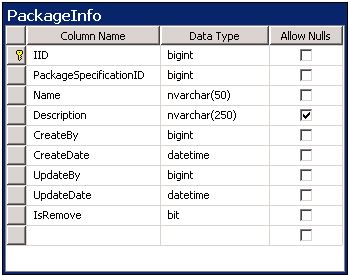 PackageInfo
Column Name Data Type Allow Nulls
IID bigint
PackageSpecificationID bigint
Name nvarchar(50)
Description nvarchar(250)
CreateBy bigint
CreateDate datetime
UpdateBy bigint
UpdateDate datetime
IsRemove bit